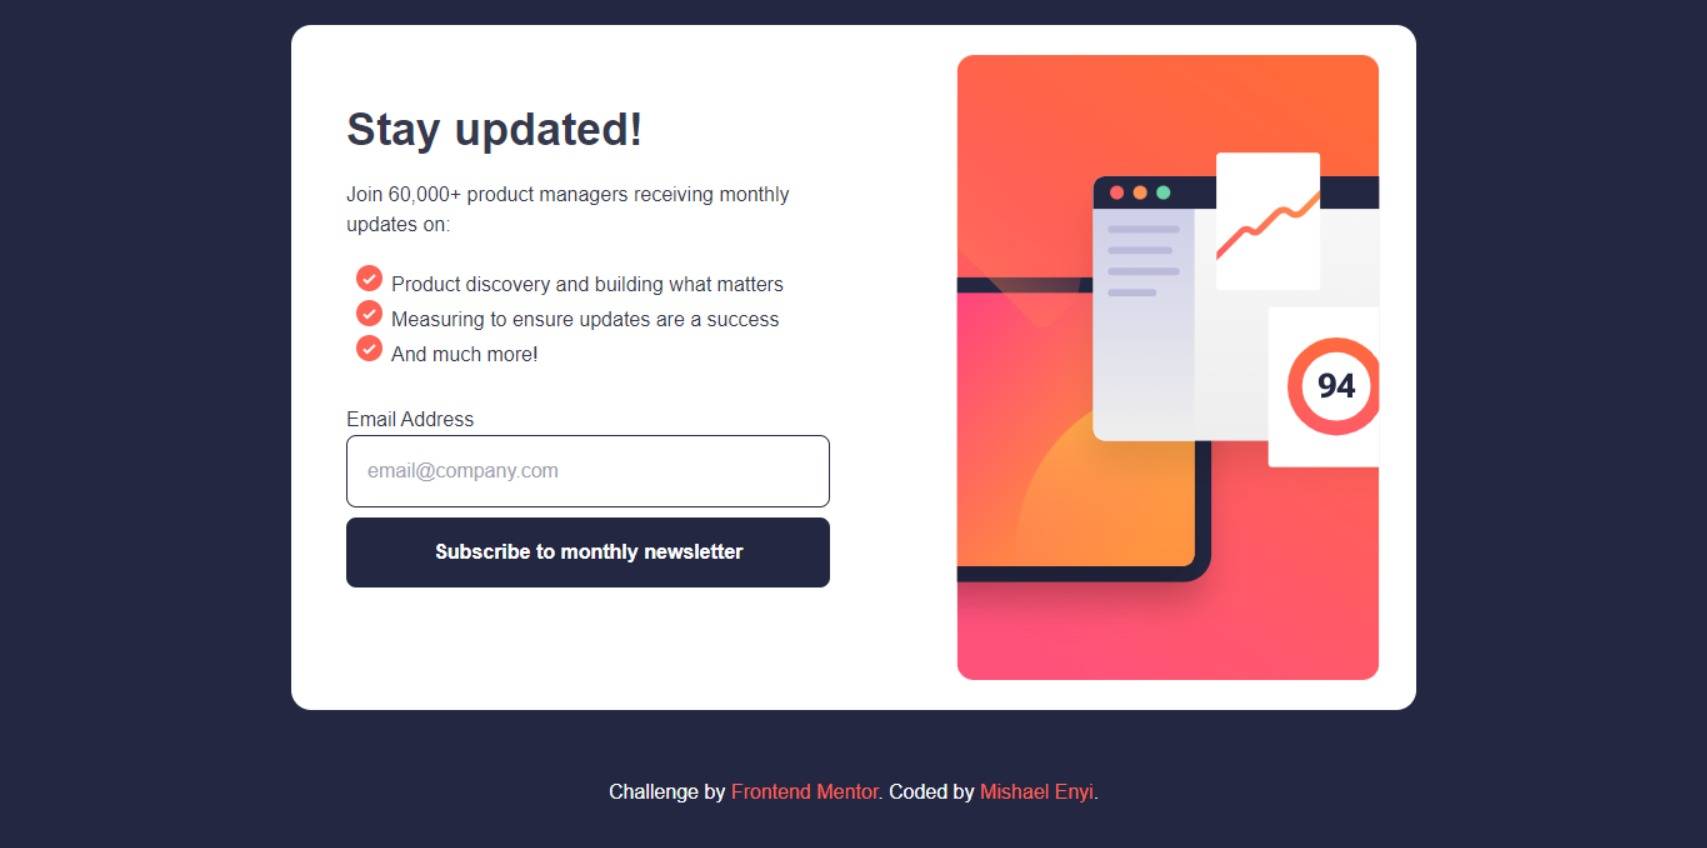 Stay updated!
Join 60,000+ product managers receiving monthly
updates on:
Product discovery and building what matters
Measuring to ensure updates are a success
And much more!
Email Address
email@company.com
Subscribe to monthly newsletter
94
Challenge by Frontend Mentor. Coded by Mishael Enyi.